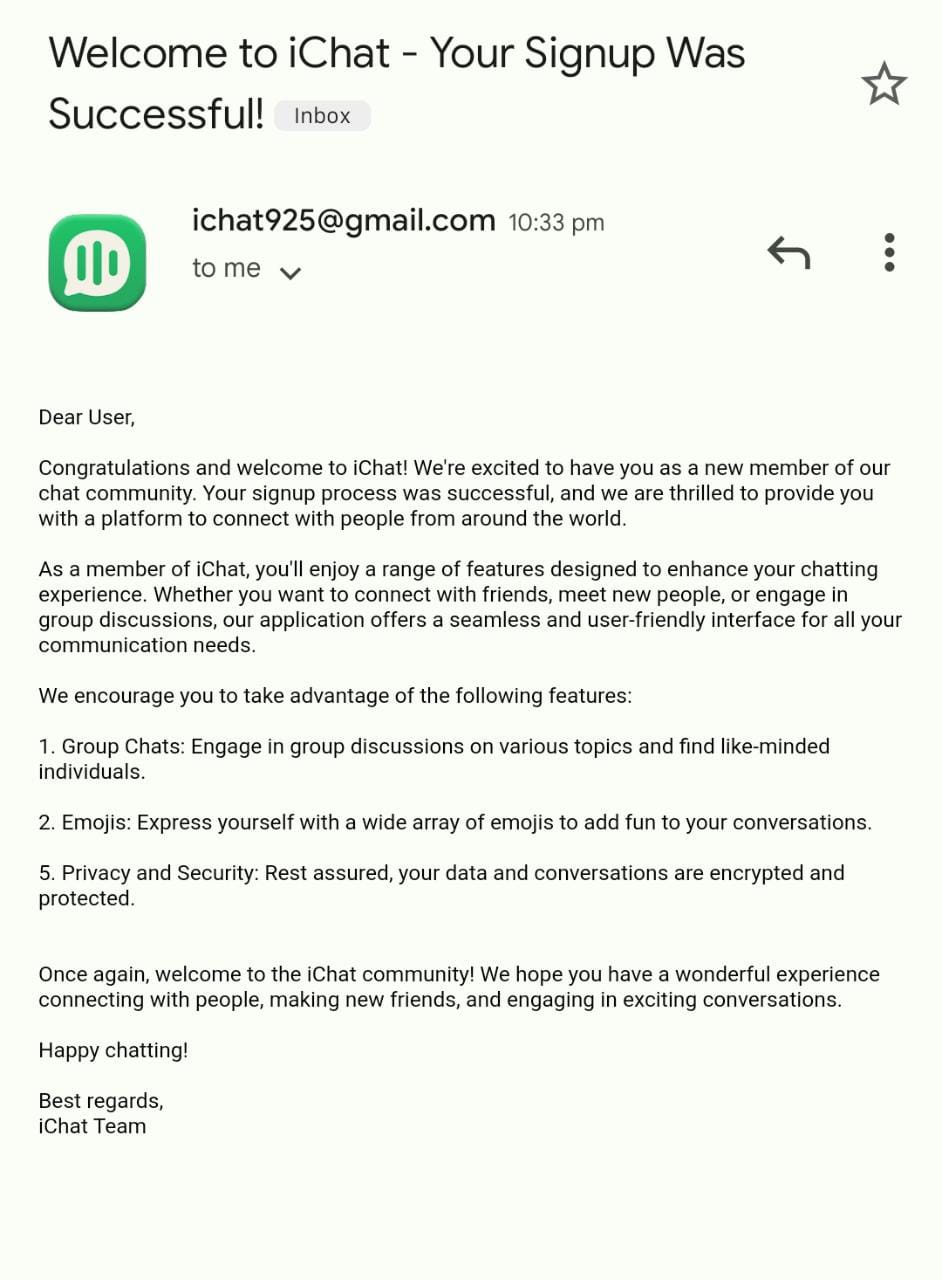 Welcome to iChat - Your Signup Was
Successful! Inbox
ichat925@gmail.com 10:33 pm
to me
Dear User,
Congratulations and welcome to iChat! We're excited to have you as a new member of our
chat community. Your signup process was successful, and we are thrilled to provide you
with a platform to connect with people from around the world.
As a member of iChat, you'll enjoy a range of features designed to enhance your chatting
experience. Whether you want to connect with friends, meet new people, or engage in
group discussions, our application offers a seamless and user-friendly interface for all your
communication needs.
We encourage you to take advantage of the following features:
1. Group Chats: Engage in group discussions on various topics and find like-minded
individuals.
2. Emojis: Express yourself with a wide array of emojis to add fun to your conversations.
5. Privacy and Security: Rest assured, your data and conversations are encrypted and
protected.
Once again, welcome to the iChat community! We hope you have a wonderful experience
connecting with people, making new friends, and engaging in exciting conversations.
Happy chatting!
Best regards,
iChat Team